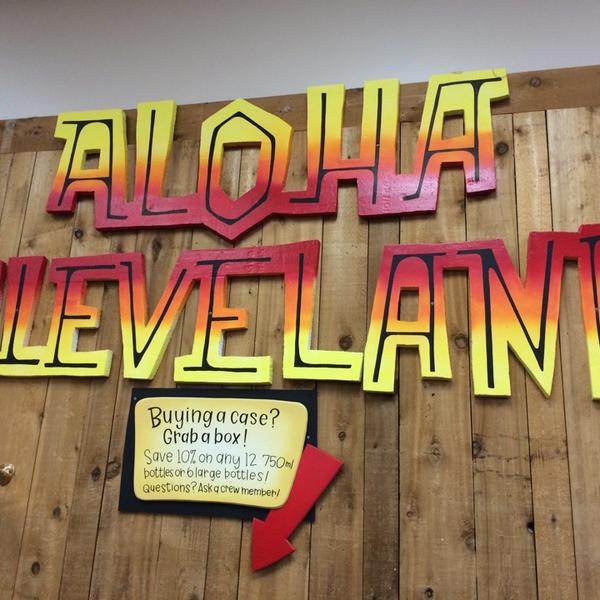 ALOHA
CLEVELAND
Buying a case?
Grab a box!
Save 10% on any 12 750ml
bottles or 6 large bottles!
Questions? Ask a crew member!